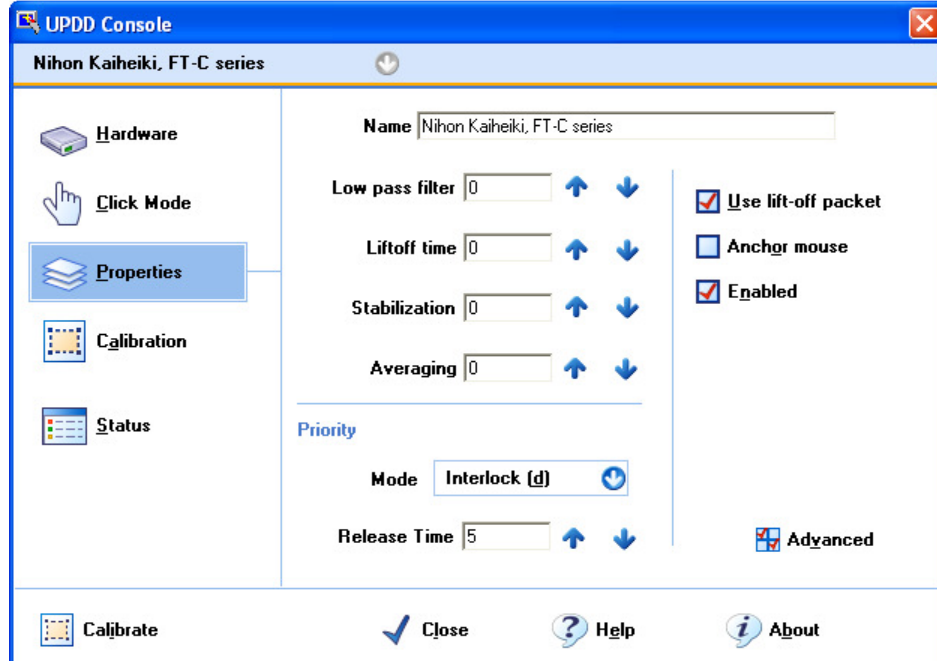 UPDD Console
Nihon Kaiheiki, FT-C series
Hardware
Click Mode
Properties
Calibration
Status
Name Nihon Kaiheiki, FT-C series
Low pass filter 0
Liftoff time 0
Stabilization 0
Averaging 0
Use lift-off packet
Anchor mouse
Enabled
Priority
Mode Interlock (d)
Release Time 5
Advanced
Calibrate
Close
Help
About